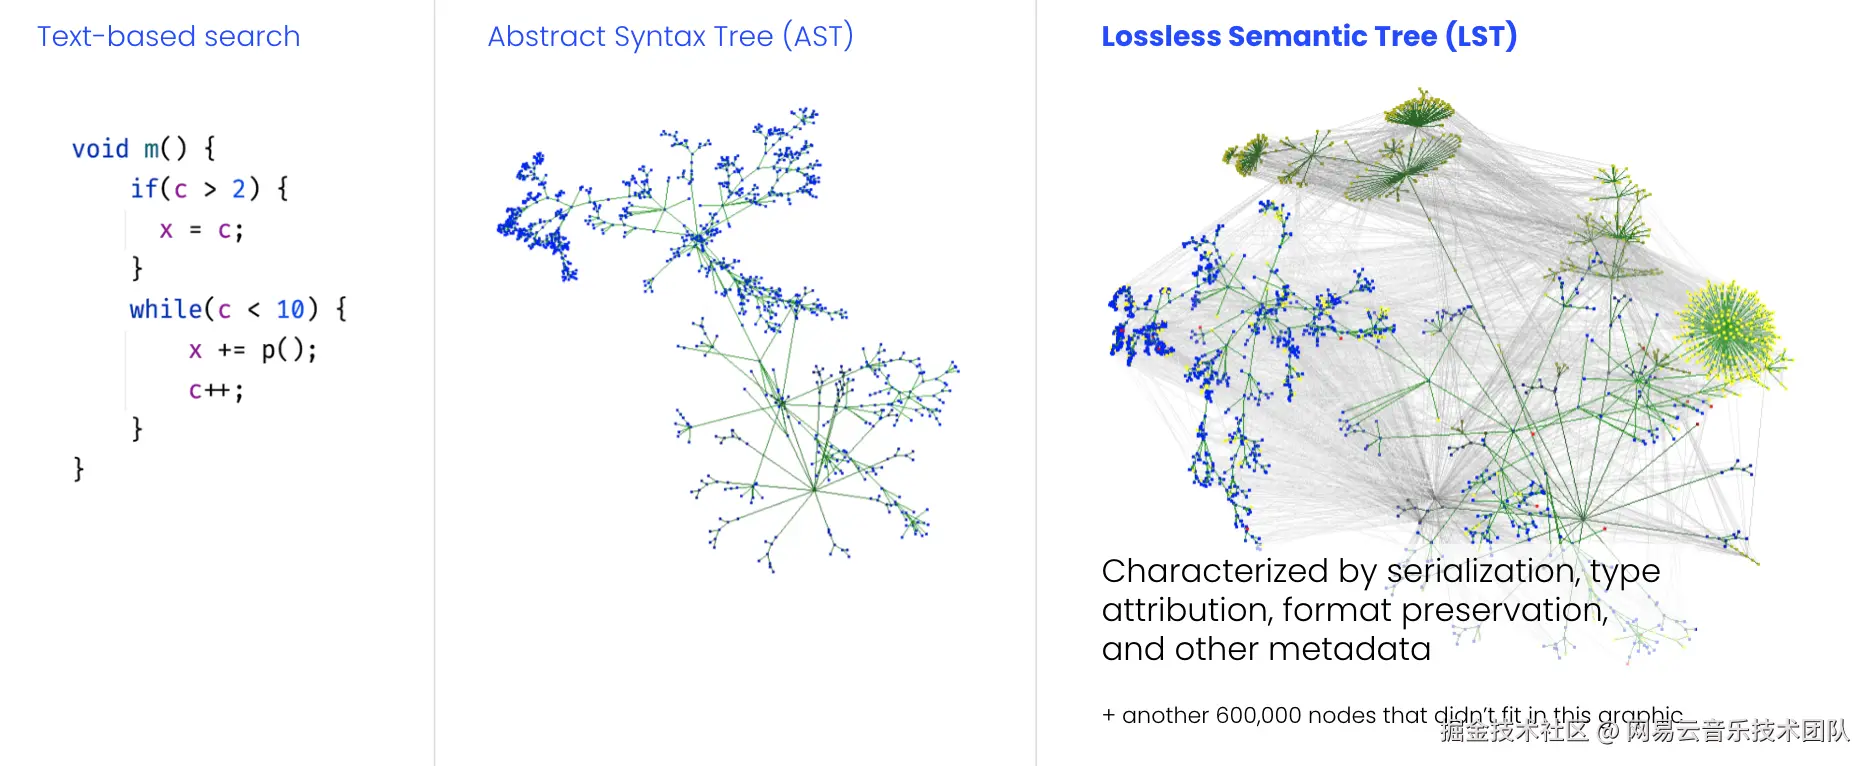 Text-based search
void m() {
if(c > 2) {
x = c;
}
while(c < 10) {
x += p();
c++;
}
}
Abstract Syntax Tree (AST)
Lossless Semantic Tree (LST)
Characterized by serialization, type
attribution, format preservation,
and other metadata
+ another 600,000 nodes that didn't fit in this graphic
掘金技术社区 @ 网易云音乐技术团队